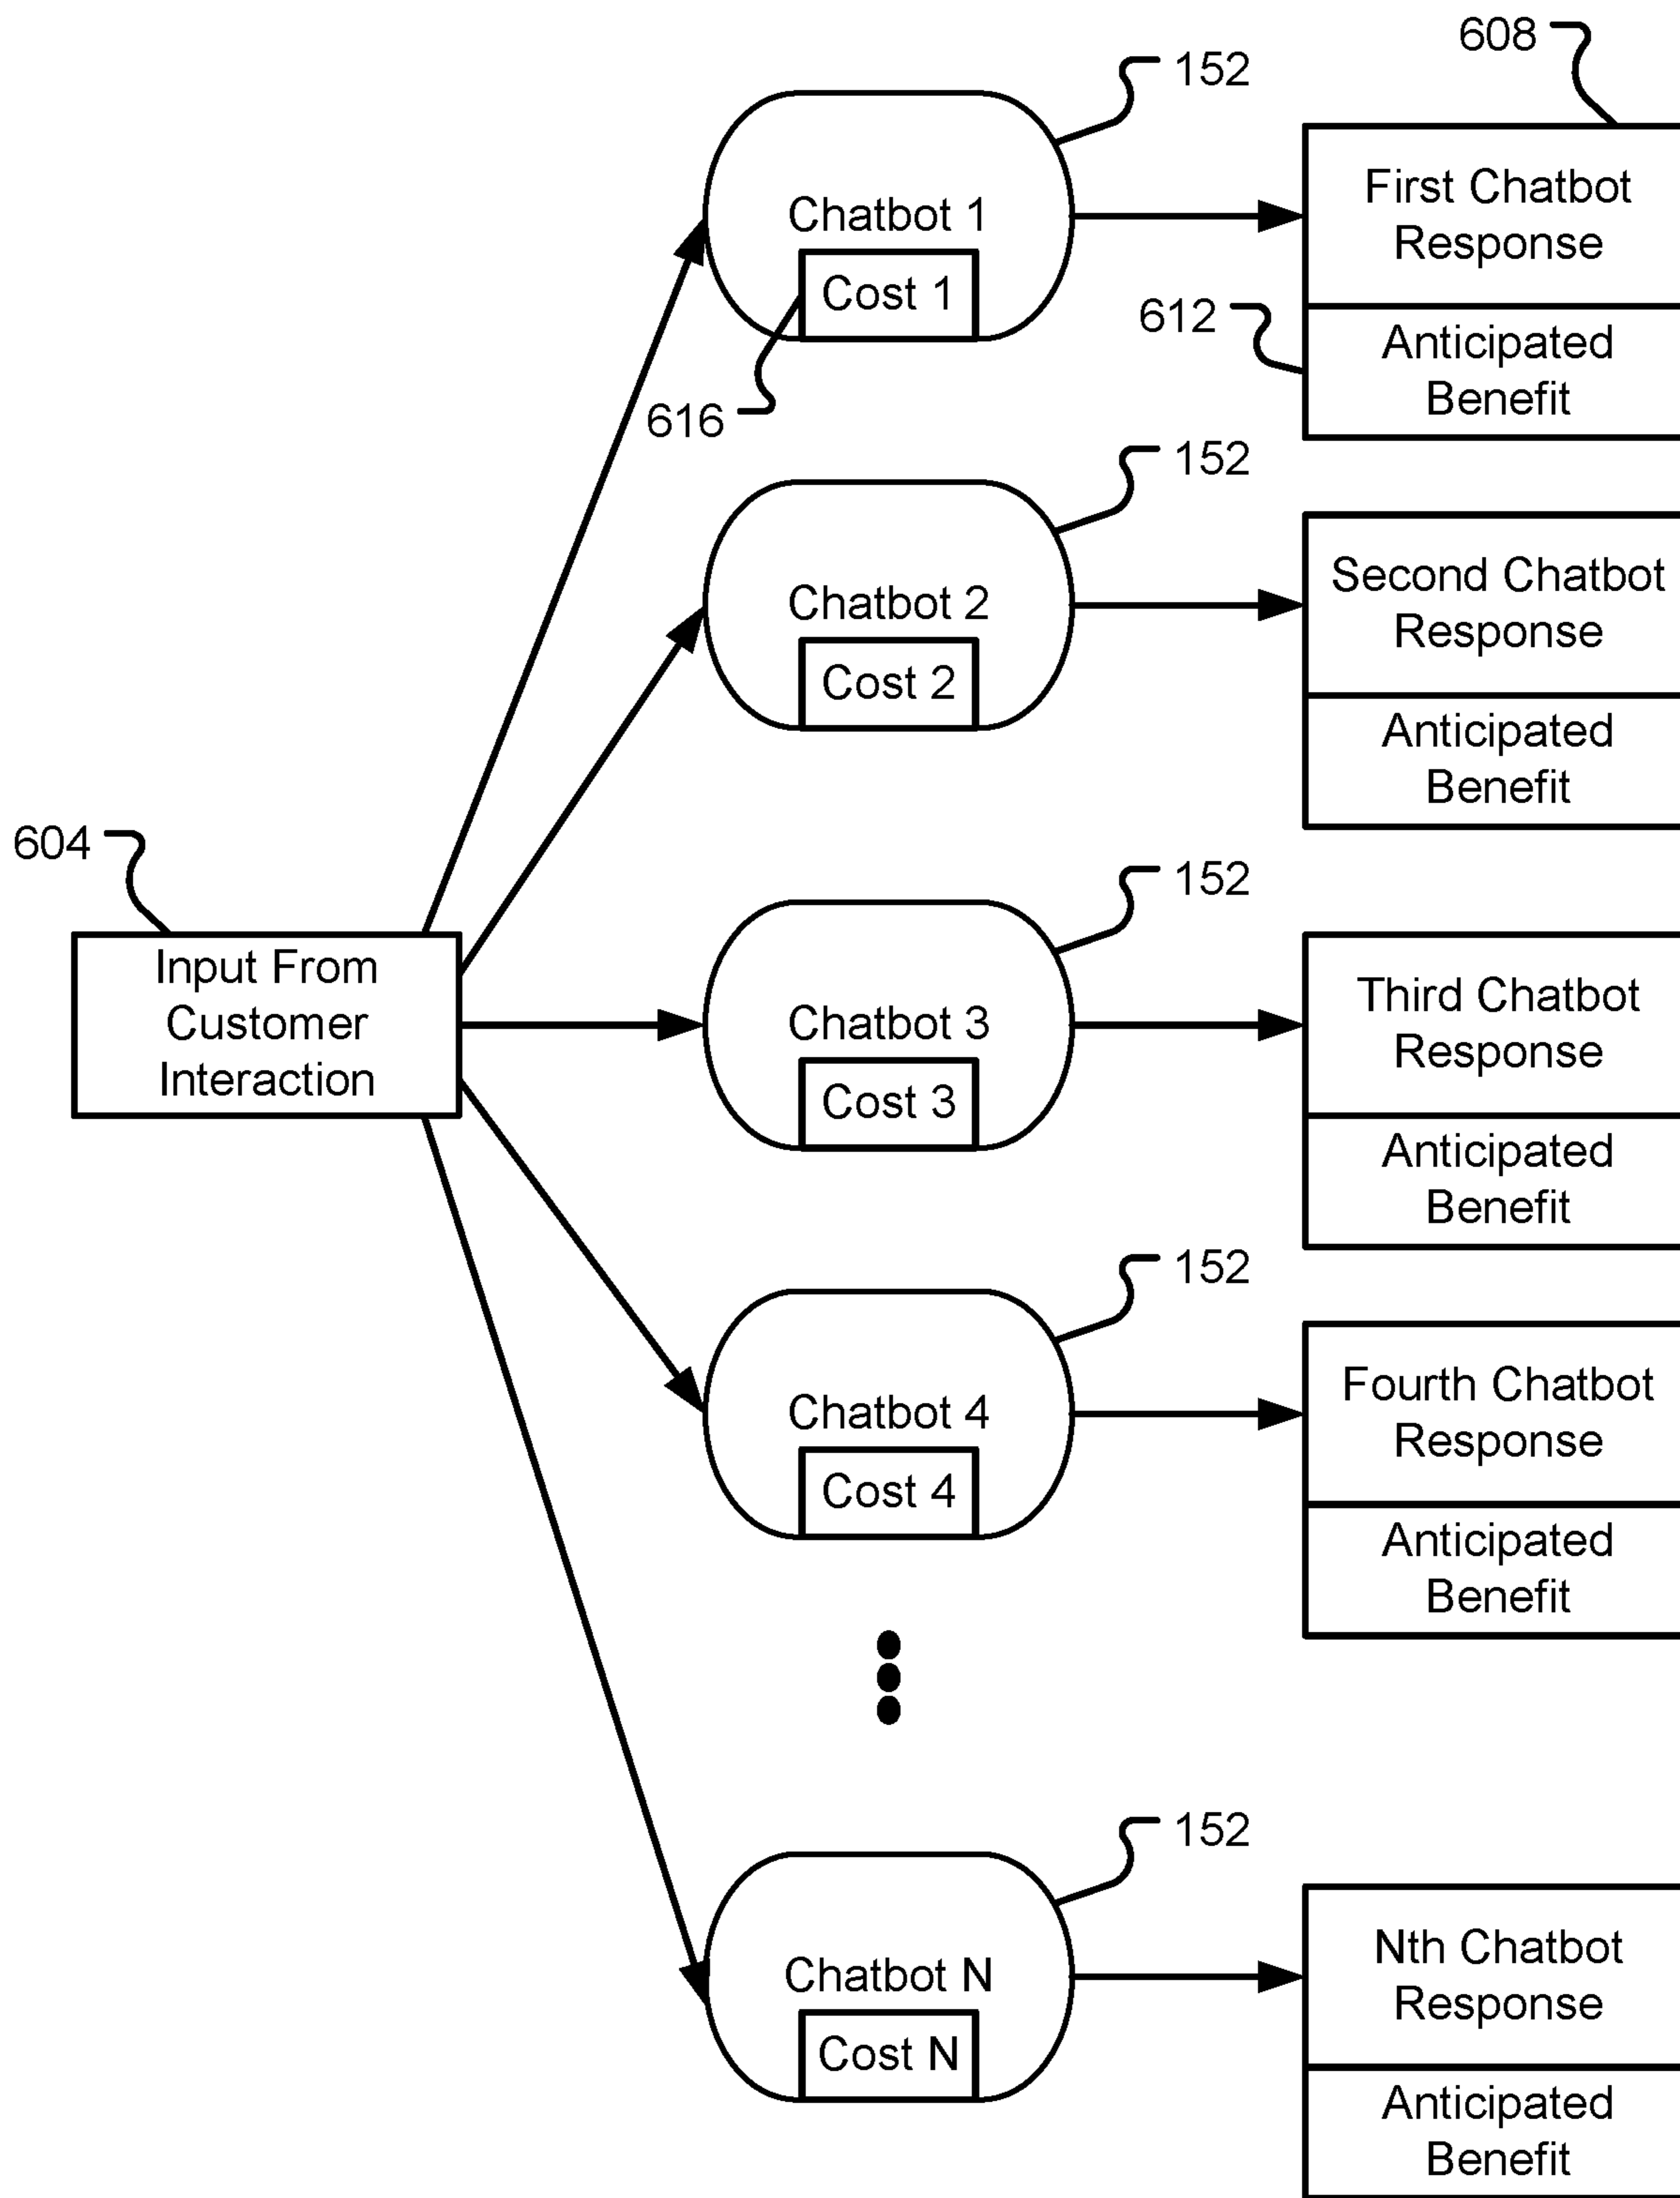 608
152
First Chatbot
Response
Chatbot 1
Cost 1
612
Anticipated
Benefit
616
152
Second Chatbot
Response
Chatbot 2
Cost 2
Anticipated
Benefit
604
152
Input From
Customer
Interaction
Third Chatbot
Response
Chatbot 3
Cost 3
Anticipated
Benefit
152
Fourth Chatbot
Response
Chatbot 4
Cost 4
Anticipated
Benefit
152
Nth Chatbot
Response
Chatbot N
Cost N
Anticipated
Benefit